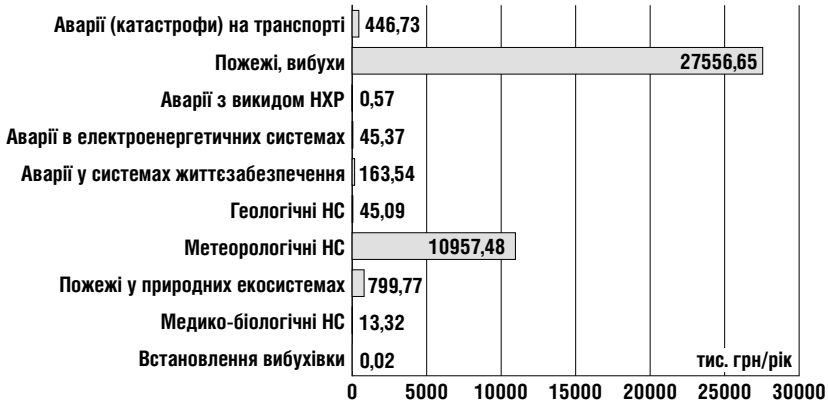 Аварії (катастрофи) на транспорті 446,73
Пожежі, вибухи 27556,65
Аварії з викидом НХР 0,57
Аварії в електроенергетичних системах 45,37
Аварії у системах життєзабезпечення 163,54
Геологічні НС 45,09
Метеорологічні НС 10957,48
Пожежі у природних екосистемах 799,77
Медико-біологічні НС 13,32
Встановлення вибухівки 0,02 тис. грн/рік
0 5000 10000 15000 20000 25000 30000